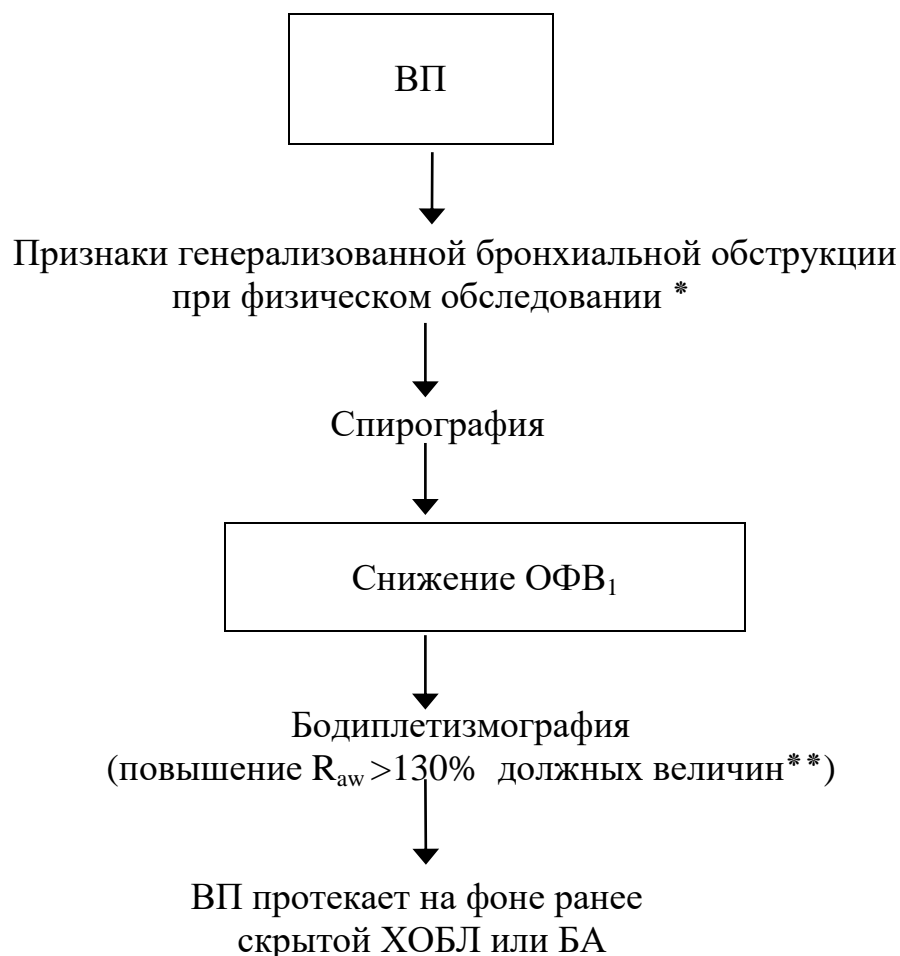 ВП
Признаки генерализованной бронхиальной обструкции
при физическом обследовании *
Спирография
Снижение ОФВ₁
Бодиплетизмография
(повышение Raw >130% должных величин**)
ВП протекает на фоне ранее
скрытой ХОБЛ или БА